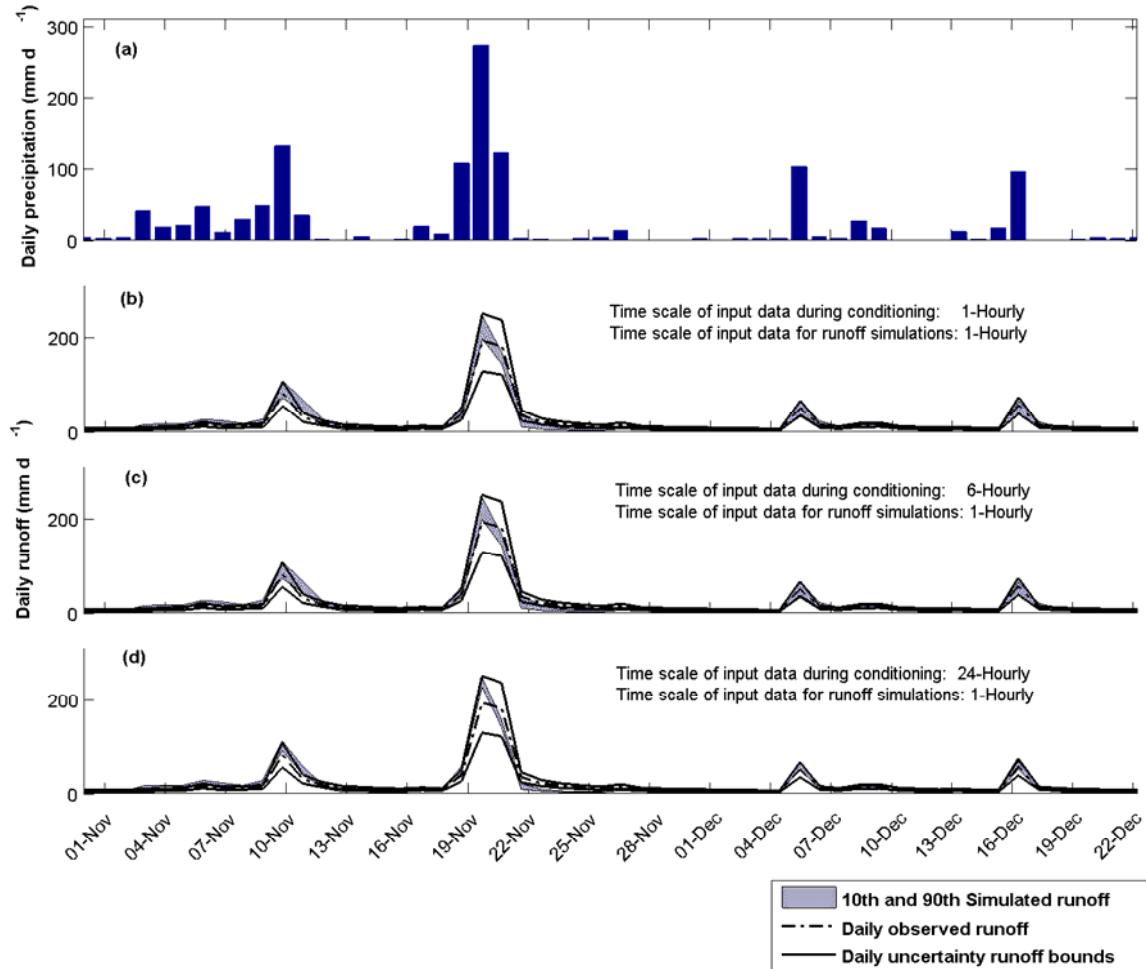 Daily precipitation (mm d⁻¹)
300
200
100
0
(a)
Daily runoff (mm d⁻¹)
(b)
200
0
Time scale of input data during conditioning: 1-Hourly
Time scale of input data for runoff simulations: 1-Hourly
(c)
200
0
Time scale of input data during conditioning: 6-Hourly
Time scale of input data for runoff simulations: 1-Hourly
(d)
200
0
Time scale of input data during conditioning: 24-Hourly
Time scale of input data for runoff simulations: 1-Hourly
01-Nov
04-Nov
07-Nov
10-Nov
13-Nov
16-Nov
19-Nov
22-Nov
25-Nov
28-Nov
01-Dec
04-Dec
07-Dec
10-Dec
13-Dec
16-Dec
19-Dec
22-Dec
10th and 90th Simulated runoff
Daily observed runoff
Daily uncertainty runoff bounds